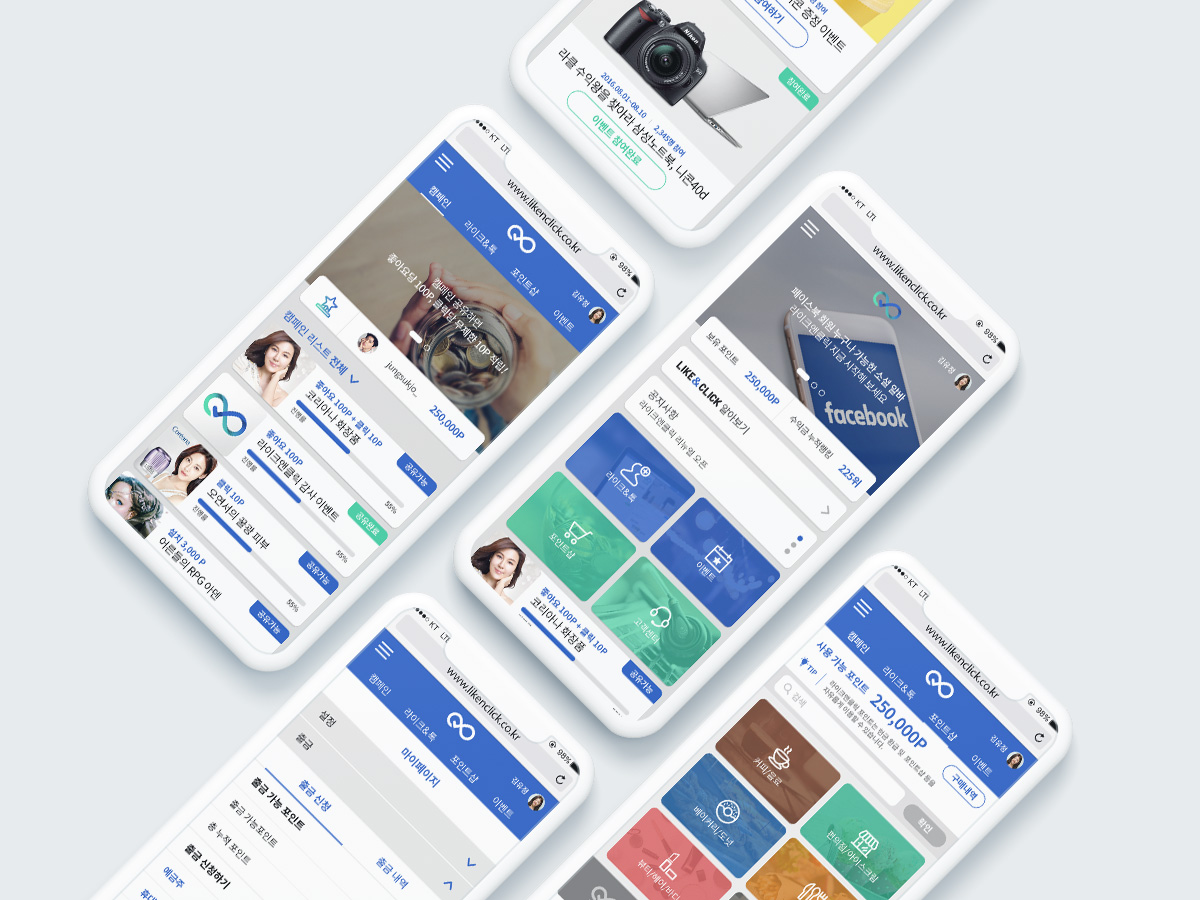 참여하기
증정 이벤트
참여완료
Nikon
라클 수익왕을 찾아라 삼성노트북, 니콘40d
2016.08.01~08.10 / 2,345명 참여
이벤트 참여완료
KT LTE
www.likenclick.co.kr
98%
캠페인
라이크&톡
포인트샵
이벤트
김유정
캠페인 공유하면
좋아요당 100P, 클릭당 무제한 10P 적립!
jungsukjo_
250,000P
캠페인 리스트 전체
좋아요 100P + 클릭 10P
코리아나 화장품
진행률
55%
공유가능
좋아요 100P
라이크앤클릭 감사 이벤트
진행률
55%
공유완료
클릭 10P
오연서의 꿀광 피부
진행률
55%
공유가능
설치 3,000 P
어른들의 RPG 아덴
공유가능
KT LTE
www.likenclick.co.kr
98%
김유정
페이스북 회원 누구나 가능한 소셜 알바
라이크앤클릭 지금 시작해 보세요
facebook
보유 포인트
250,000P
수익금 누적랭킹
225위
LIKE&CLICK 알아보기
공지사항
라이크앤클릭 리뉴얼 오픈
라이크&톡
이벤트
포인트샵
고객센터
좋아요 100P + 클릭 10P
코리아나 화장품
공유가능
KT LTE
www.likenclick.co.kr
98%
캠페인
라이크&톡
포인트샵
이벤트
김유정
마이페이지
설정
출금
출금 신청
출금 내역
출금 가능 포인트
출금 가능포인트
총 누적 포인트
출금 신청하기
예금주
KT LTE
www.likenclick.co.kr
98%
캠페인
라이크&톡
포인트샵
이벤트
김유정
사용 가능 포인트
250,000P
구매내역
TIP
라이크앤클릭 포인트는 현금 환급 및 포인트샵 등을
자유롭게 이용할 수 있습니다.
검색
확인
커피/음료
편의점/아이스크림
베이커리/도넛
뷰티/헤어/바디